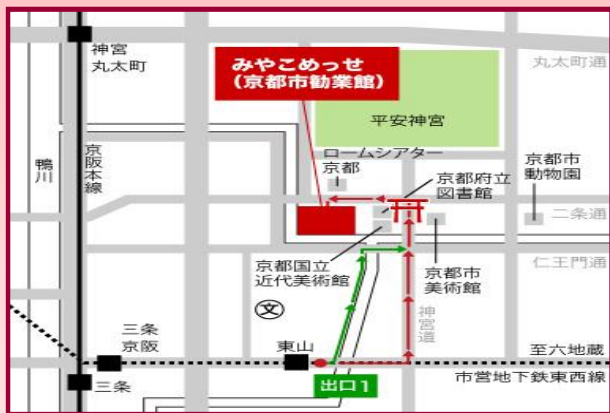 神宮
丸太町
みやこめっせ
(京都市勧業館)
丸太町通
平安神宮
鴨川
京阪本線
ロームシアター
京都
京都府立
図書館
京都市
動物園
二条通
京都国立
近代美術館
京都市
美術館
仁王門通
文
神宮道
三条
京阪
東山
至六地蔵
出口1
市営地下鉄東西線
三条